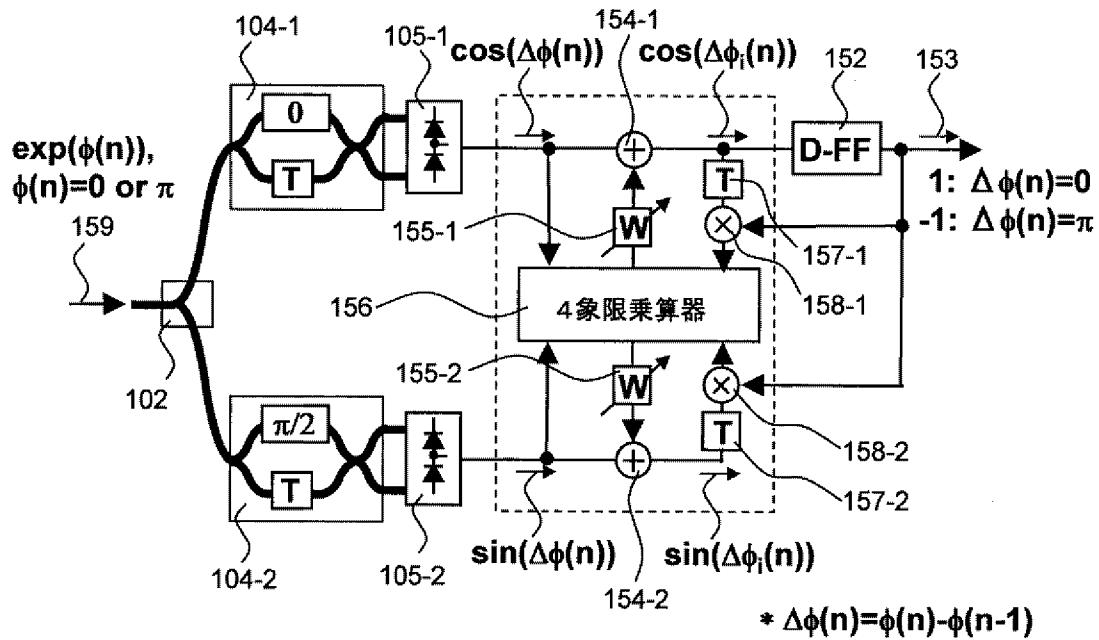 104-1
105-1
154-1
cos(Δϕ(n))
cos(Δϕi(n))
152
153
0
T
exp(ϕ(n)),
ϕ(n)=0 or π
D-FF
1: Δϕ(n)=0
-1: Δϕ(n)=π
T
155-1
W
157-1
159
156
4象限乗算器
158-1
102
155-2
W
π/2
T
T
158-2
157-2
104-2
105-2
sin(Δϕ(n))
154-2
sin(Δϕi(n))
* Δϕ(n)=ϕ(n)-ϕ(n-1)